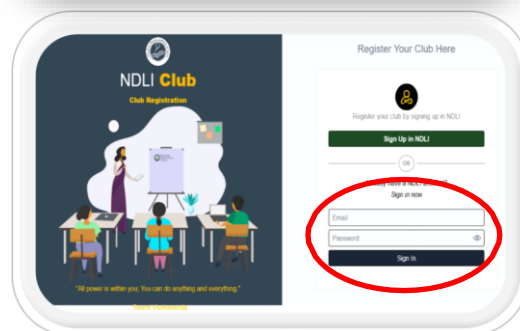 NDLI Club
Club Registration
"All power is within you. You can do anything and everything."
Register Your Club Here
Register your club by signing up in NDLI
Sign Up in NDLI
OR
have a NDLI
Sign in now
Email
Password
Sign In